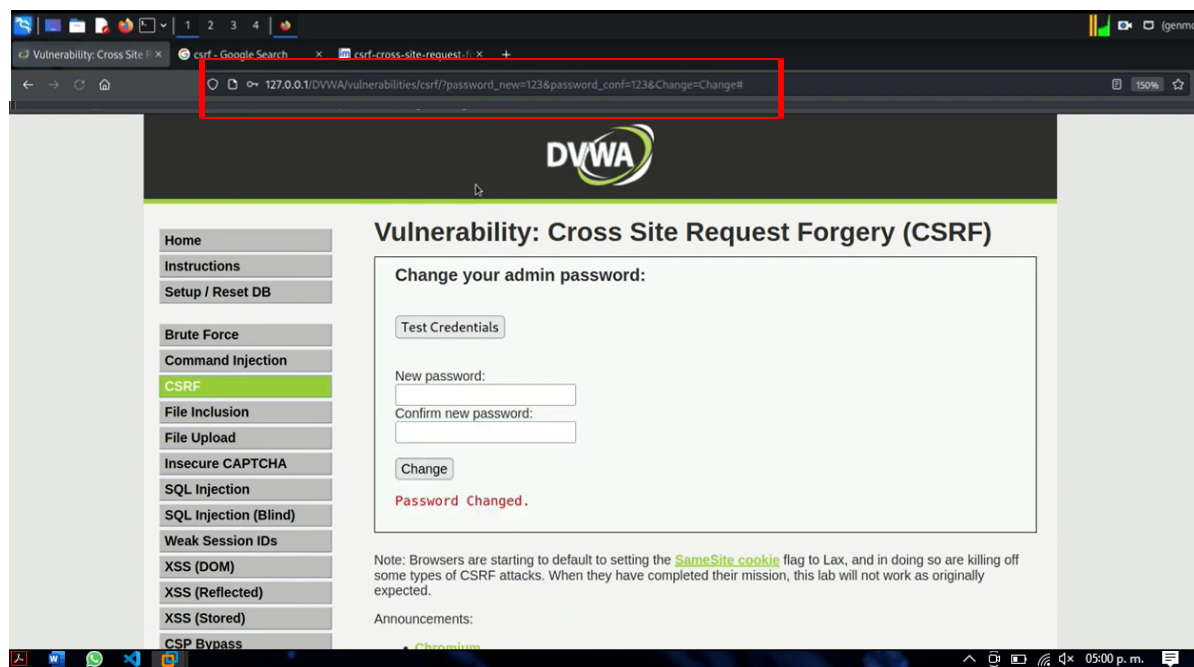 1 2 3 4 (genmo
Vulnerability: Cross Site R × csrf - Google Search × csrf-cross-site-request-fo × +
127.0.0.1/DVWA/vulnerabilities/csrf/?password_new=123&password_conf=123&Change=Change# 150%
DVWA
Vulnerability: Cross Site Request Forgery (CSRF)
Home
Instructions
Setup / Reset DB
Brute Force
Command Injection
CSRF
File Inclusion
File Upload
Insecure CAPTCHA
SQL Injection
SQL Injection (Blind)
Weak Session IDs
XSS (DOM)
XSS (Reflected)
XSS (Stored)
CSP Bypass
Change your admin password:
Test Credentials
New password:
Confirm new password:
Change
Password Changed.
Note: Browsers are starting to default to setting the SameSite cookie flag to Lax, and in doing so are killing off
some types of CSRF attacks. When they have completed their mission, this lab will not work as originally
expected.
Announcements:
• Chromium
05:00 p. m.